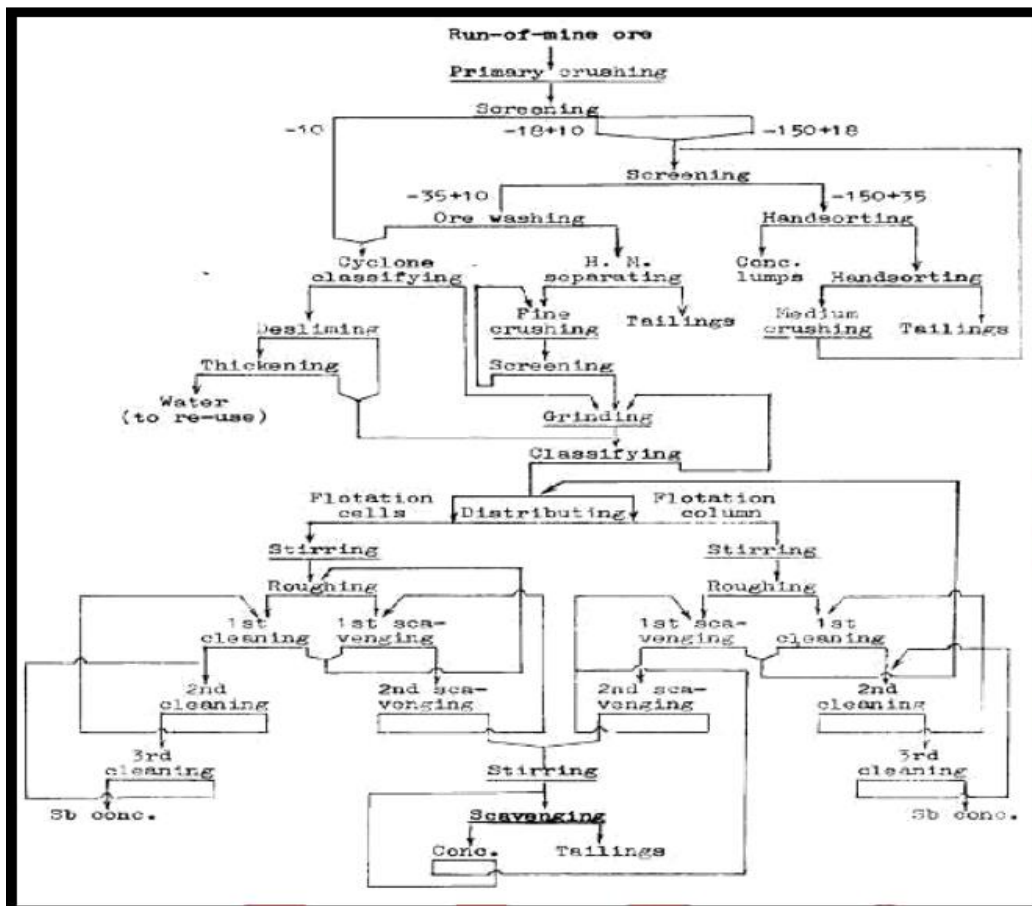 Run-of-mine ore
Primary crushing
Screening
-10
-18+10
-150+18
Screening
-35+10
-150+35
Ore washing
Handsorting
Cyclone
classifying
H. M.
separating
Conc.
lumps
Handsorting
Desliming
Fine
crushing
Tailings
Medium
crushing
Tailings
Thickening
Screening
Water
(to re-use)
Grinding
Classifying
Flotation
cells
Distributing
Flotation
column
Stirring
Stirring
Roughing
Roughing
1st
cleaning
1st sca-
venging
1st sca-
venging
1st
cleaning
2nd
cleaning
2nd sca-
venging
2nd sca-
venging
2nd
cleaning
3rd
cleaning
3rd
cleaning
Stirring
Sb conc.
Sb conc.
Scavenging
Conc.
Tailings